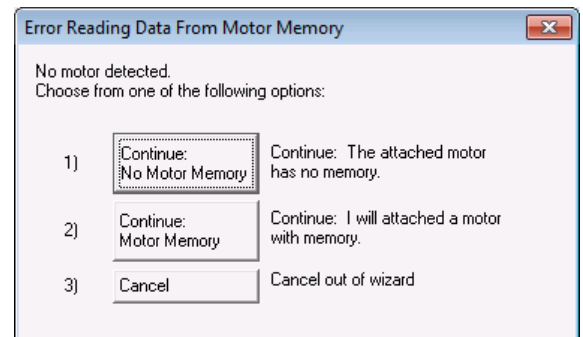 Error Reading Data From Motor Memory
No motor detected.
Choose from one of the following options:
1)
Continue:
No Motor Memory
Continue: The attached motor
has no memory.
2)
Continue:
Motor Memory
Continue: I will attached a motor
with memory.
3)
Cancel
Cancel out of wizard